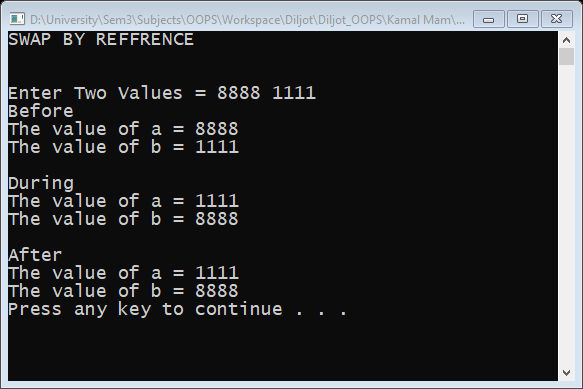 D:\University\Sem3\Subjects\OOPS\Workspace\Diljot\Diljot_OOPS\Kamal Mam\...
SWAP BY REFFRENCE
Enter Two Values = 8888 1111
Before
The value of a = 8888
The value of b = 1111
During
The value of a = 1111
The value of b = 8888
After
The value of a = 1111
The value of b = 8888
Press any key to continue . . .